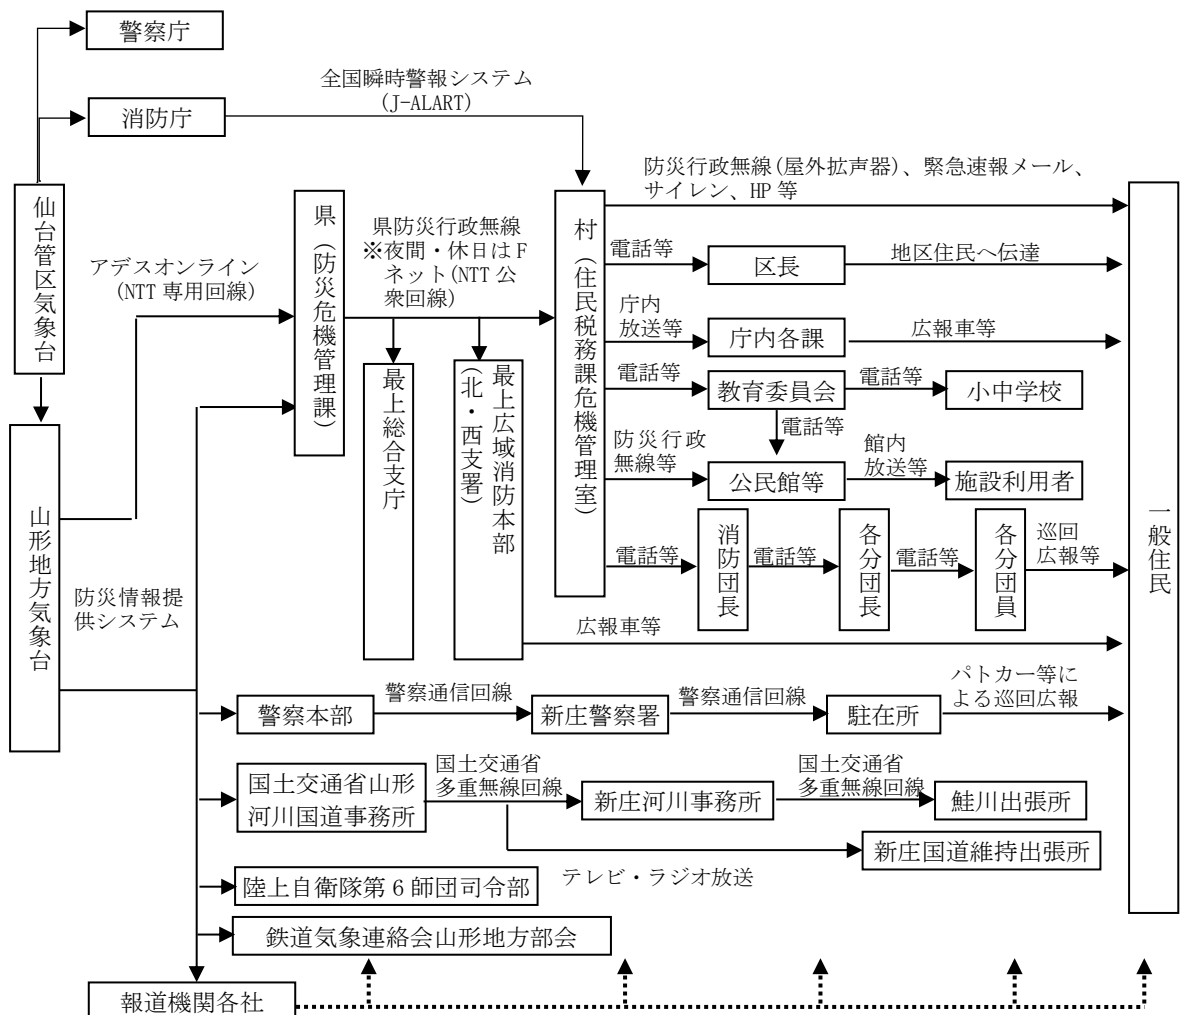 警察庁
全国瞬時警報システム
(J-ALART)
消防庁
防災行政無線(屋外拡声器)、緊急速報メール、
サイレン、HP 等
仙台管区気象台
県（防災危機管理課）
県防災行政無線
※夜間・休日は F
ネット(NTT 公
衆回線)
村（住民税務課危機管理室）
電話等
区長
地区住民へ伝達
アデスオンライン
(NTT 専用回線)
庁内
放送等
庁内各課
広報車等
最上総合支庁
最上広域消防本部
（北・西支署）
電話等
教育委員会
電話等
小中学校
電話等
防災行政
無線等
公民館等
館内
放送等
施設利用者
山形地方気象台
一般住民
電話等
消防団長
電話等
各分団長
電話等
各分団員
巡回
広報等
防災情報提
供システム
広報車等
警察本部
警察通信回線
新庄警察署
警察通信回線
駐在所
パトカー等に
よる巡回広報
国土交通省山形
河川国道事務所
国土交通省
多重無線回線
新庄河川事務所
国土交通省
多重無線回線
鮭川出張所
新庄国道維持出張所
陸上自衛隊第 6 師団司令部
テレビ・ラジオ放送
鉄道気象連絡会山形地方部会
報道機関各社